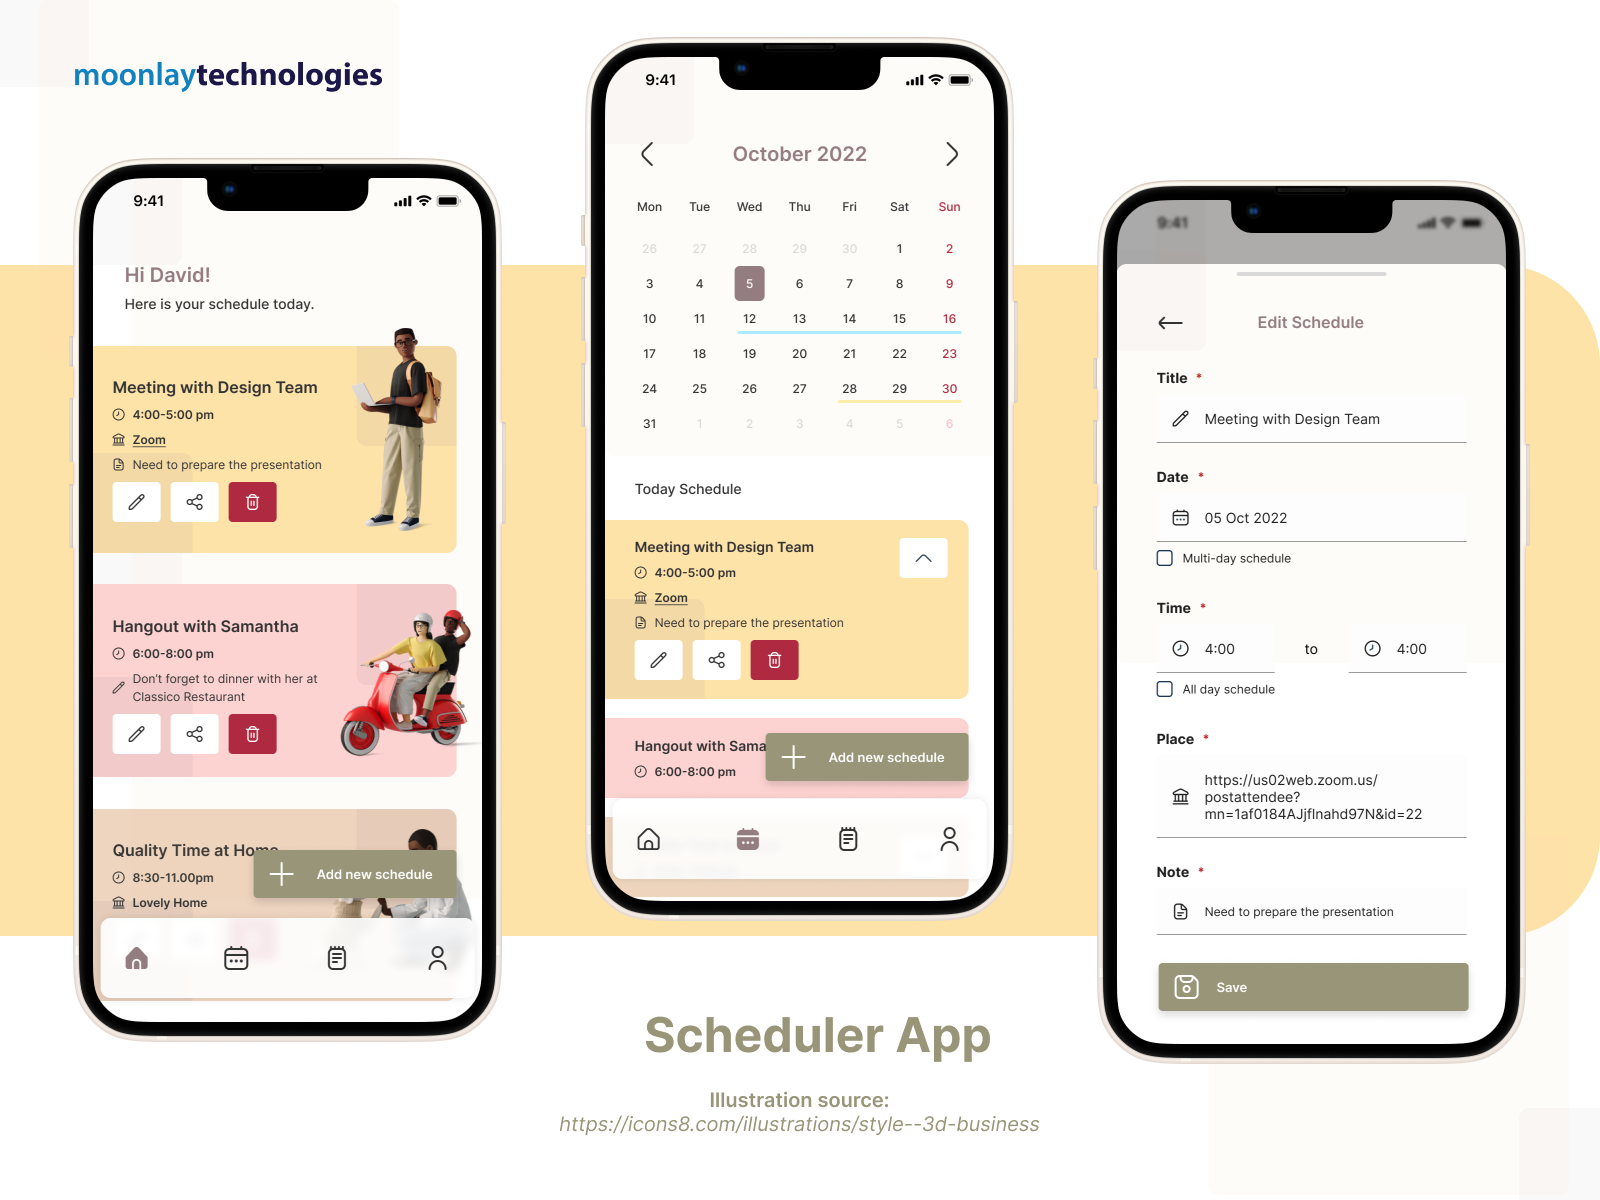 moonlaytechnologies
9:41
Hi David!
Here is your schedule today.
Meeting with Design Team
4:00-5:00 pm
Zoom
Need to prepare the presentation
Hangout with Samantha
6:00-8:00 pm
Don't forget to dinner with her at
Classico Restaurant
Quality Time at Home
8:30-11.00pm
Lovely Home
Add new schedule
9:41
October 2022
Mon Tue Wed Thu Fri Sat Sun
26 27 28 29 30 1 2
3 4 5 6 7 8 9
10 11 12 13 14 15 16
17 18 19 20 21 22 23
24 25 26 27 28 29 30
31 1 2 3 4 5 6
Today Schedule
Meeting with Design Team
4:00-5:00 pm
Zoom
Need to prepare the presentation
Hangout with Sama
6:00-8:00 pm
Add new schedule
9:41
Edit Schedule
Title *
Meeting with Design Team
Date *
05 Oct 2022
Multi-day schedule
Time *
4:00 to 4:00
All day schedule
Place *
https://us02web.zoom.us/
postattendee?
mn=1af0184AJjfInahd97N&id=22
Note *
Need to prepare the presentation
Save
Scheduler App
Illustration source:
https://icons8.com/illustrations/style--3d-business